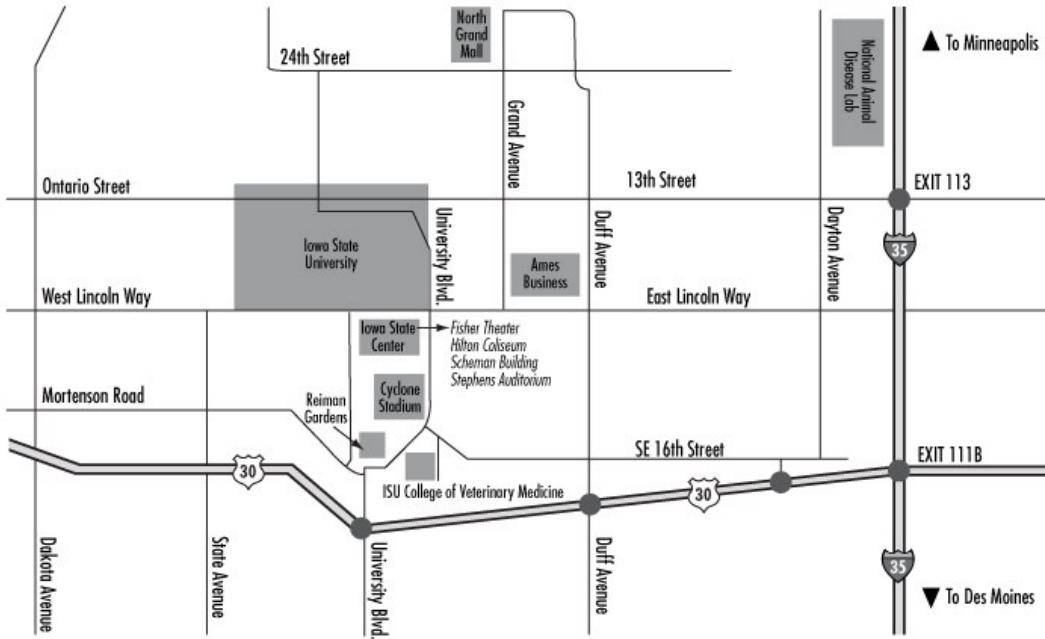 North
Grand
Mall
▲ To Minneapolis
24th Street
National Animal
Disease Lab
Grand Avenue
Ontario Street
13th Street
EXIT 113
University Blvd.
Duff Avenue
Dayton Avenue
35
Iowa State
University
Ames
Business
West Lincoln Way
East Lincoln Way
Iowa State
Center
Fisher Theater
Hilton Coliseum
Scheman Building
Stephens Auditorium
Cyclone
Stadium
Mortenson Road
Reiman
Gardens
SE 16th Street
EXIT 111B
30
ISU College of Veterinary Medicine
30
Dakota Avenue
State Avenue
University Blvd.
Duff Avenue
35
▼ To Des Moines